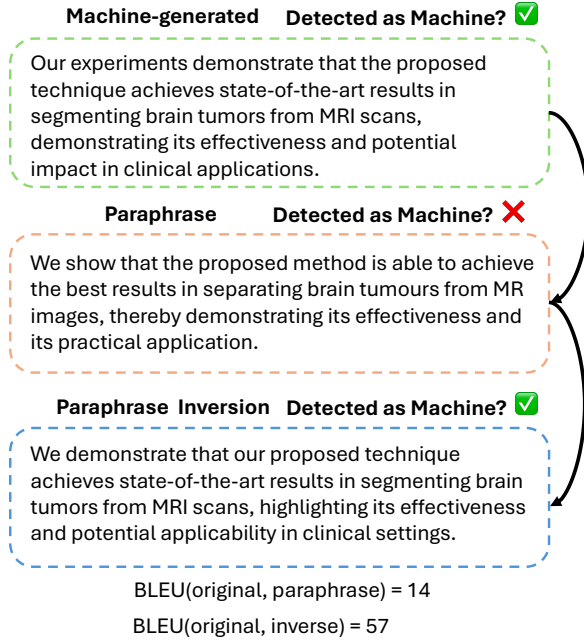 Machine-generated Detected as Machine? ✅
Our experiments demonstrate that the proposed
technique achieves state-of-the-art results in
segmenting brain tumors from MRI scans,
demonstrating its effectiveness and potential
impact in clinical applications.
Paraphrase Detected as Machine? ❌
We show that the proposed method is able to achieve
the best results in separating brain tumours from MR
images, thereby demonstrating its effectiveness and
its practical application.
Paraphrase Inversion Detected as Machine? ✅
We demonstrate that our proposed technique
achieves state-of-the-art results in segmenting brain
tumors from MRI scans, highlighting its effectiveness
and potential applicability in clinical settings.
BLEU(original, paraphrase) = 14
BLEU(original, inverse) = 57